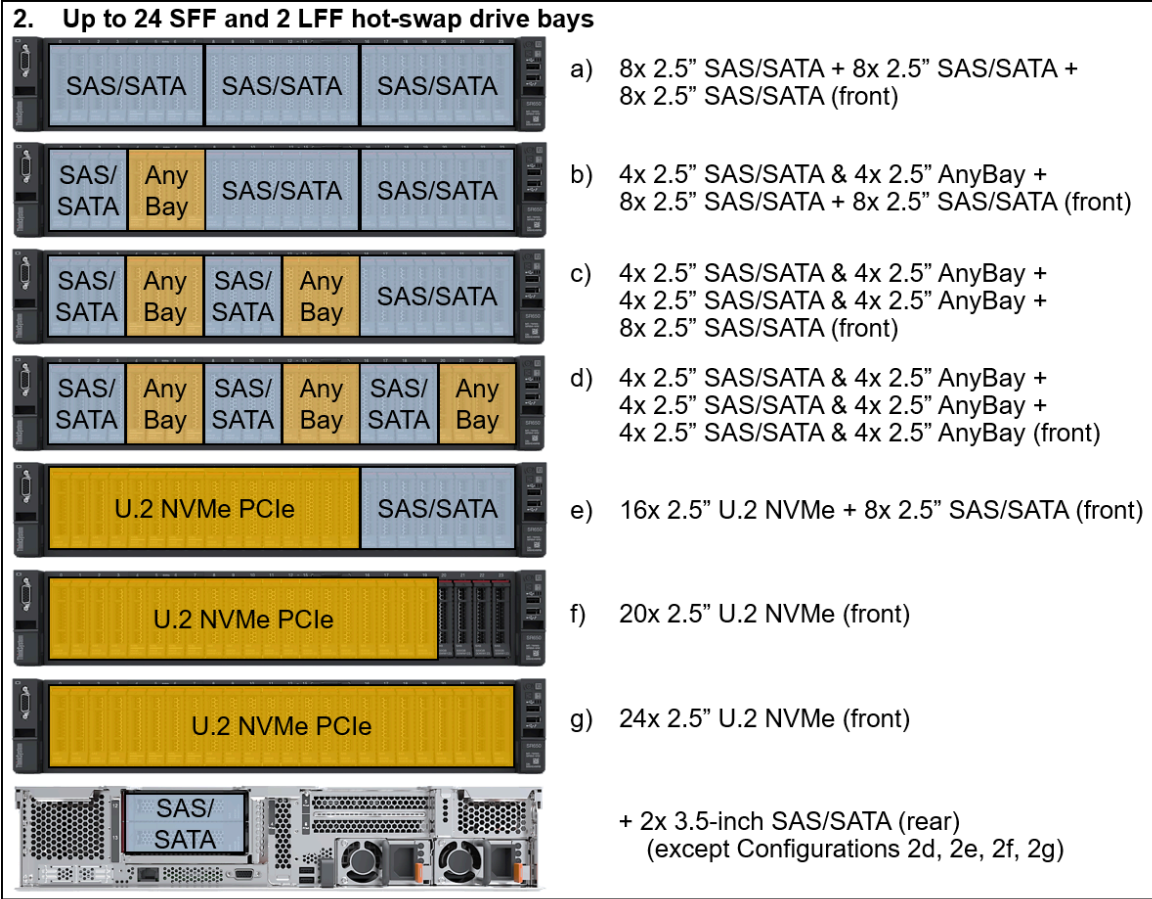 2. Up to 24 SFF and 2 LFF hot-swap drive bays
SAS/SATA SAS/SATA SAS/SATA
a) 8x 2.5” SAS/SATA + 8x 2.5” SAS/SATA +
8x 2.5” SAS/SATA (front)
SAS/
SATA
Any
Bay
SAS/SATA SAS/SATA
b) 4x 2.5” SAS/SATA & 4x 2.5” AnyBay +
8x 2.5” SAS/SATA + 8x 2.5” SAS/SATA (front)
SAS/
SATA
Any
Bay
SAS/
SATA
Any
Bay
SAS/SATA
c) 4x 2.5” SAS/SATA & 4x 2.5” AnyBay +
4x 2.5” SAS/SATA & 4x 2.5” AnyBay +
8x 2.5” SAS/SATA (front)
SAS/
SATA
Any
Bay
SAS/
SATA
Any
Bay
SAS/
SATA
Any
Bay
d) 4x 2.5” SAS/SATA & 4x 2.5” AnyBay +
4x 2.5” SAS/SATA & 4x 2.5” AnyBay +
4x 2.5” SAS/SATA & 4x 2.5” AnyBay (front)
U.2 NVMe PCIe SAS/SATA
e) 16x 2.5” U.2 NVMe + 8x 2.5” SAS/SATA (front)
U.2 NVMe PCIe
f) 20x 2.5” U.2 NVMe (front)
U.2 NVMe PCIe
g) 24x 2.5” U.2 NVMe (front)
SAS/
SATA
+ 2x 3.5-inch SAS/SATA (rear)
(except Configurations 2d, 2e, 2f, 2g)